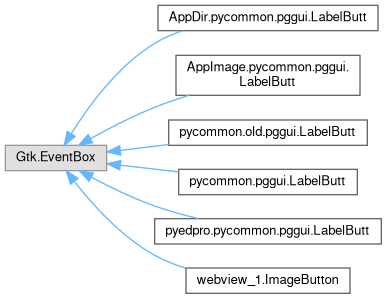 AppDir.pycommon.pggui.LabelButt
AppImage.pycommon.pggui.
LabelButt
pycommon.old.pggui.LabelButt
Gtk.EventBox
pycommon.pggui.LabelButt
pyedpro.pycommon.pggui.LabelButt
webview_1.ImageButton